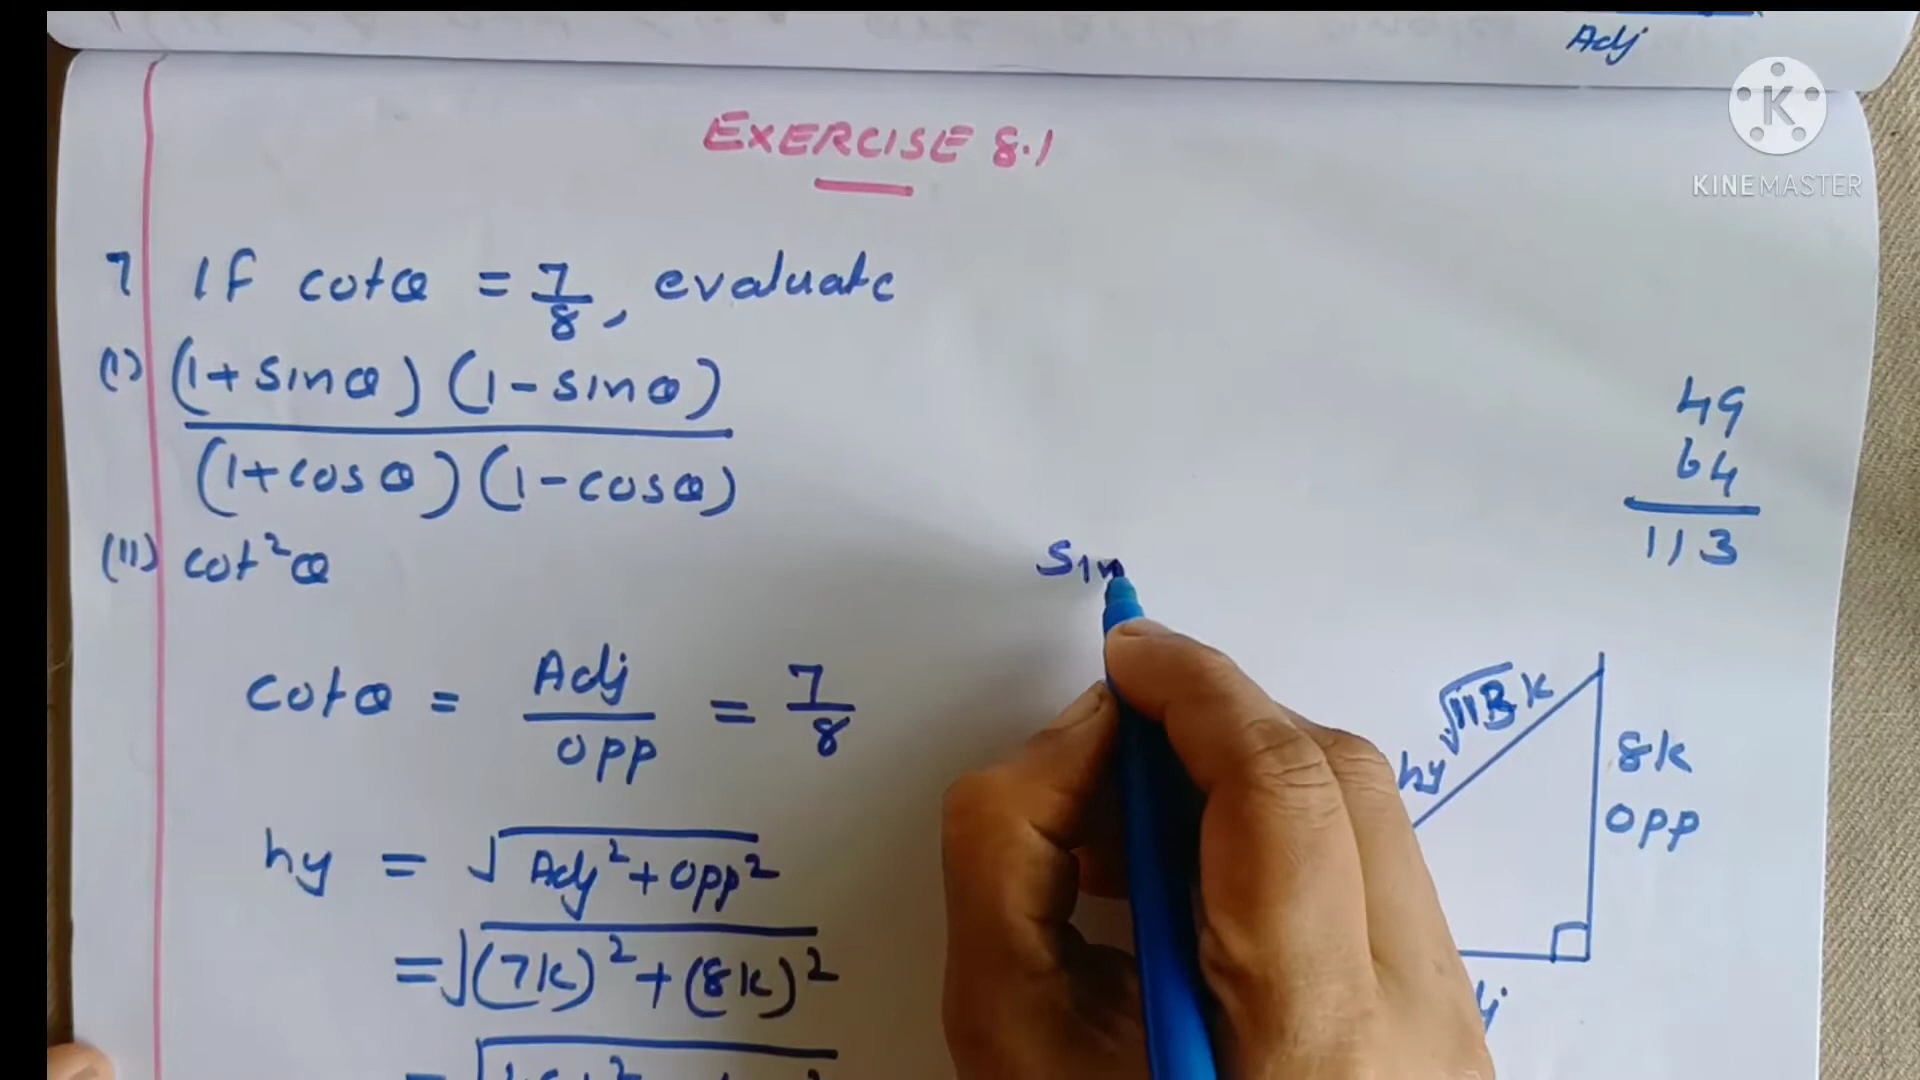 Adj
K
KINEMASTER
EXERCISE 8.1
7 If cotθ = 7/8, evaluate
(i) (1+sinθ)(1-sinθ)
(1+cosθ)(1-cosθ)
(ii) cot²θ
49
64
113
Sin
cotθ = Adj/opp = 7/8
hy = √Adj²+opp²
= √(7k)²+(8k)²
√113 k
hy
8k
opp